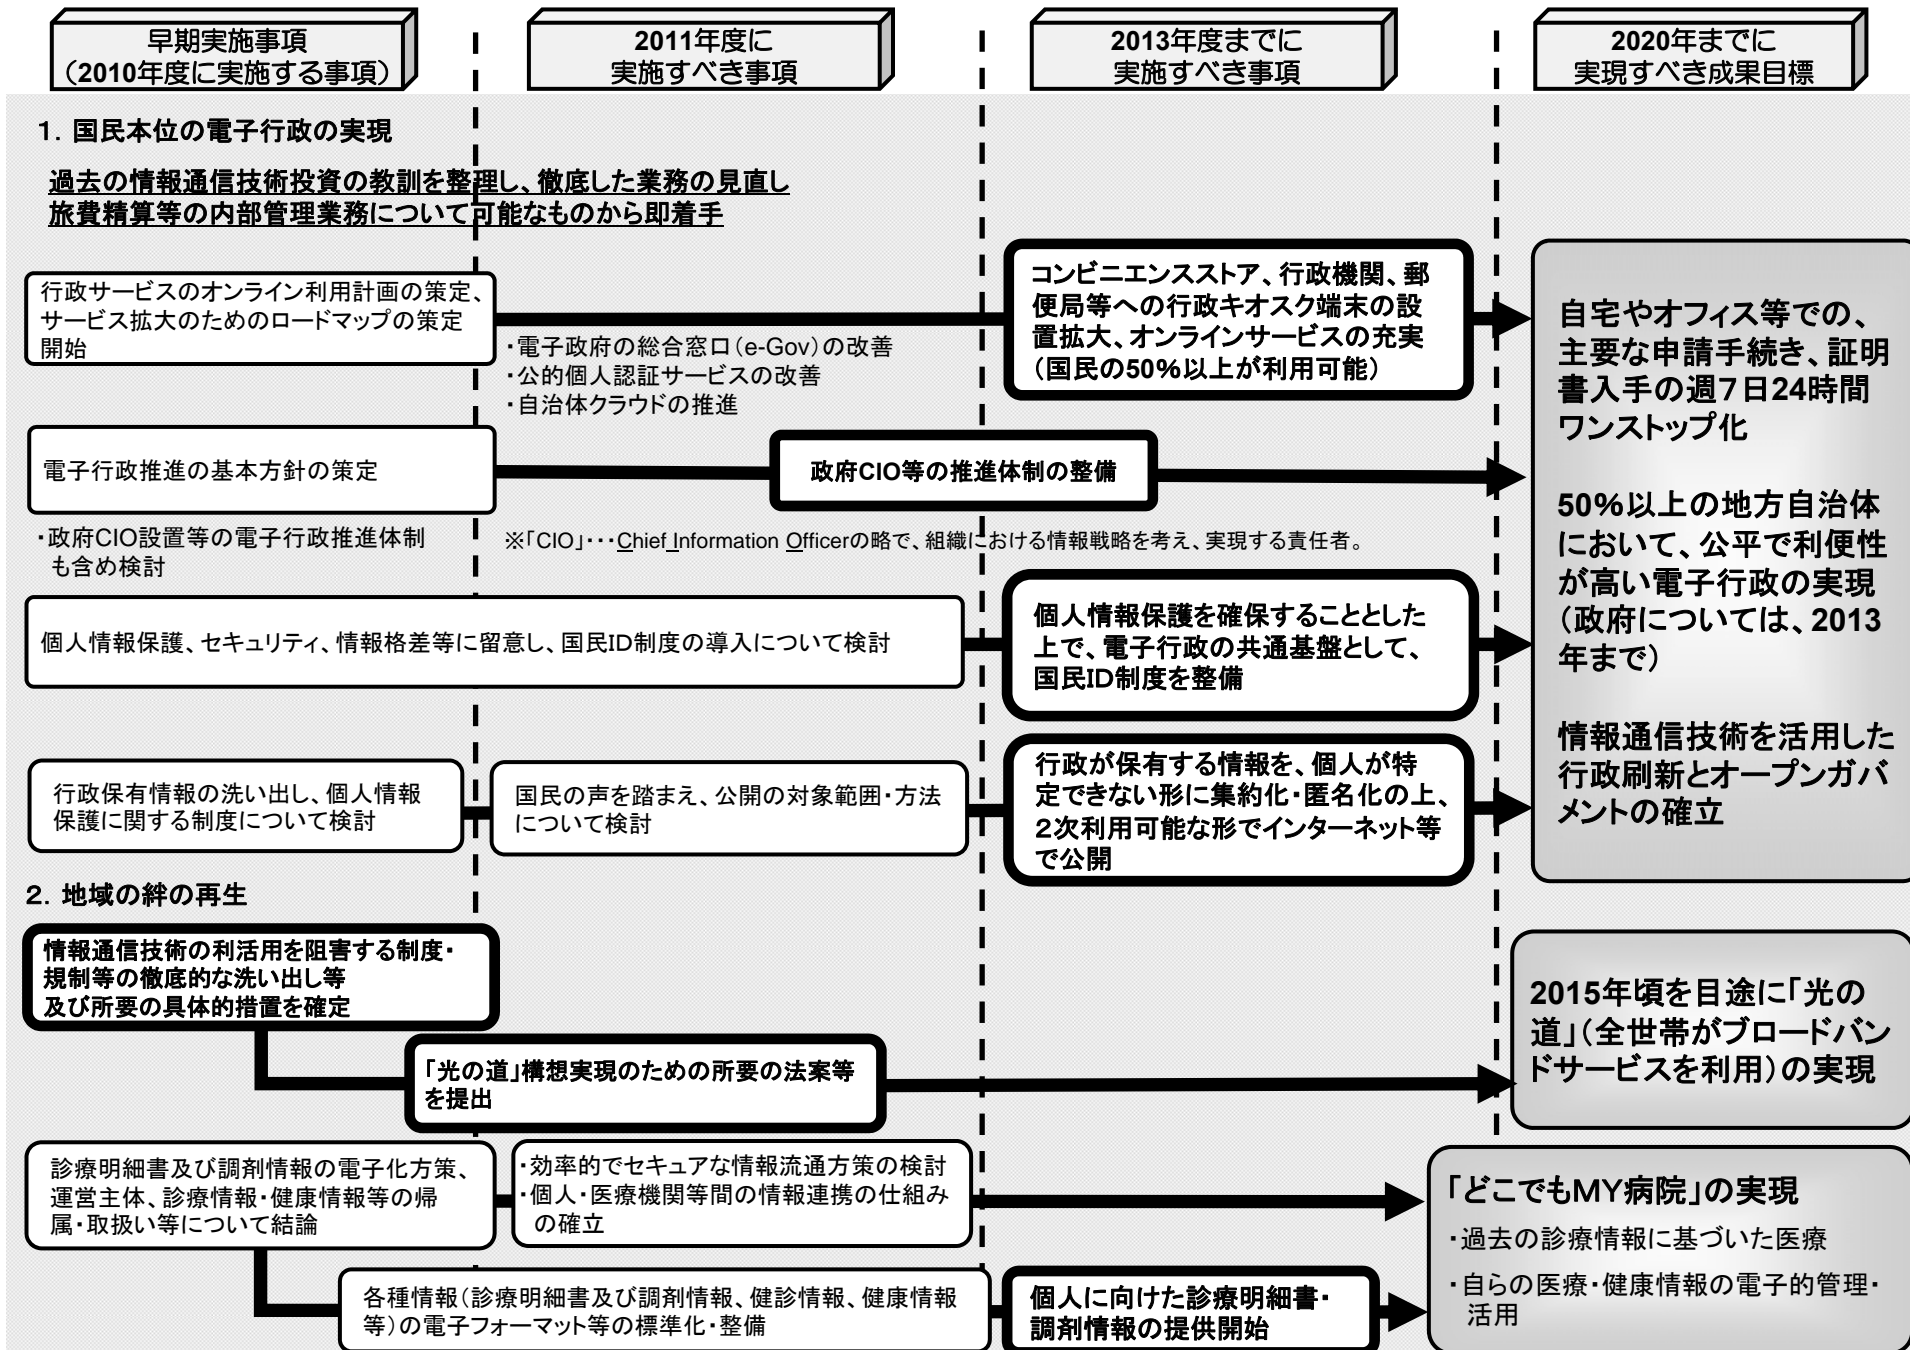 早期実施事項
（2010年度に実施する事項）
2011年度に
実施すべき事項
2013年度までに
実施すべき事項
2020年までに
実現すべき成果目標
１．国民本位の電子行政の実現
過去の情報通信技術投資の教訓を整理し、徹底した業務の見直し
旅費精算等の内部管理業務について可能なものから即着手
行政サービスのオンライン利用計画の策定、
サービス拡大のためのロードマップの策定
開始
・電子政府の総合窓口（e-Gov）の改善
・公的個人認証サービスの改善
・自治体クラウドの推進
コンビニエンスストア、行政機関、郵
便局等への行政キオスク端末の設
置拡大、オンラインサービスの充実
（国民の50％以上が利用可能）
電子行政推進の基本方針の策定
政府CIO等の推進体制の整備
・政府CIO設置等の電子行政推進体制
も含め検討
※「CIO」・・・Chief Information Officerの略で、組織における情報戦略を考え、実現する責任者。
個人情報保護、セキュリティ、情報格差等に留意し、国民ID制度の導入について検討
個人情報保護を確保することとした
上で、電子行政の共通基盤として、
国民ID制度を整備
行政保有情報の洗い出し、個人情報
保護に関する制度について検討
国民の声を踏まえ、公開の対象範囲・方法
について検討
行政が保有する情報を、個人が特
定できない形に集約化・匿名化の上、
２次利用可能な形でインターネット等
で公開
自宅やオフィス等での、
主要な申請手続き、証明
書入手の週７日24時間
ワンストップ化
50％以上の地方自治体
において、公平で利便性
が高い電子行政の実現
（政府については、2013
年まで）
情報通信技術を活用した
行政刷新とオープンガバ
メントの確立
２．地域の絆の再生
情報通信技術の利活用を阻害する制度・
規制等の徹底的な洗い出し等
及び所要の具体的措置を確定
「光の道」構想実現のための所要の法案等
を提出
2015年頃を目途に「光の
道」（全世帯がブロードバン
ドサービスを利用）の実現
診療明細書及び調剤情報の電子化方策、
運営主体、診療情報・健康情報等の帰
属・取扱い等について結論
・効率的でセキュアな情報流通方策の検討
・個人・医療機関等間の情報連携の仕組み
の確立
各種情報（診療明細書及び調剤情報、健診情報、健康情報
等）の電子フォーマット等の標準化・整備
個人に向けた診療明細書・
調剤情報の提供開始
「どこでもMY病院」の実現
・過去の診療情報に基づいた医療
・自らの医療・健康情報の電子的管理・
活用